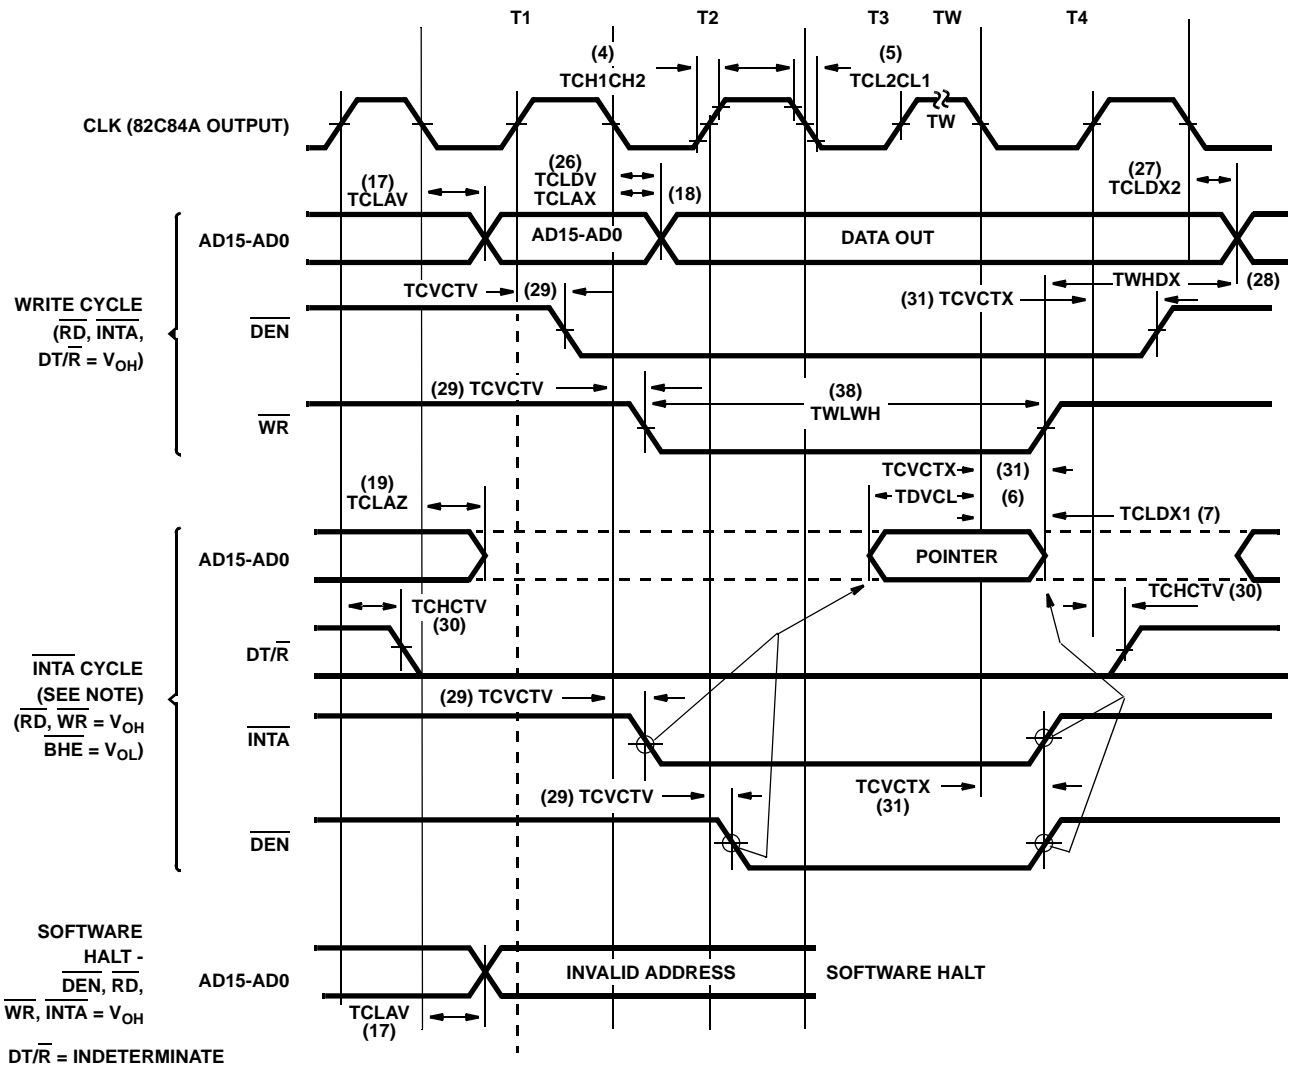 T1 T2 T3 TW T4
(4) (5)
TCH1CH2 TCL2CL1
CLK (82C84A OUTPUT) TW
(26) (27)
(17) TCLDV TCLDX2
TCLAV TCLAX (18)
AD15-AD0 AD15-AD0 DATA OUT
TCVCTV (29) TWHDX (28)
(31) TCVCTX
WRITE CYCLE
(RD, INTA,
DT/R = VOH)
DEN
(29) TCVCTV (38)
TWLWH
WR
TCVCTX (31)
(19) TDVCL (6)
TCLAZ
TCLDX1 (7)
AD15-AD0 POINTER
TCHCTV TCHCTV (30)
(30)
DT/R
INTA CYCLE
(SEE NOTE)
(RD, WR = VOH
BHE = VOL)
(29) TCVCTV
INTA
(29) TCVCTV TCVCTX
(31)
DEN
SOFTWARE
HALT -
DEN, RD,
WR, INTA = VOH
DT/R = INDETERMINATE
AD15-AD0 INVALID ADDRESS SOFTWARE HALT
TCLAV
(17)